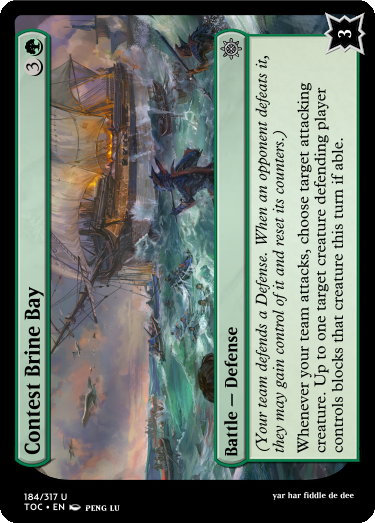 Contest Brine Bay
3
Battle — Defense
3
(Your team defends a Defense. When an opponent defeats it,
they may gain control of it and reset its counters.)
Whenever your team attacks, choose target attacking
creature. Up to one target creature defending player
controls blocks that creature this turn if able.
184/317 U
TOC • EN PENG LU
yar har fiddle de dee